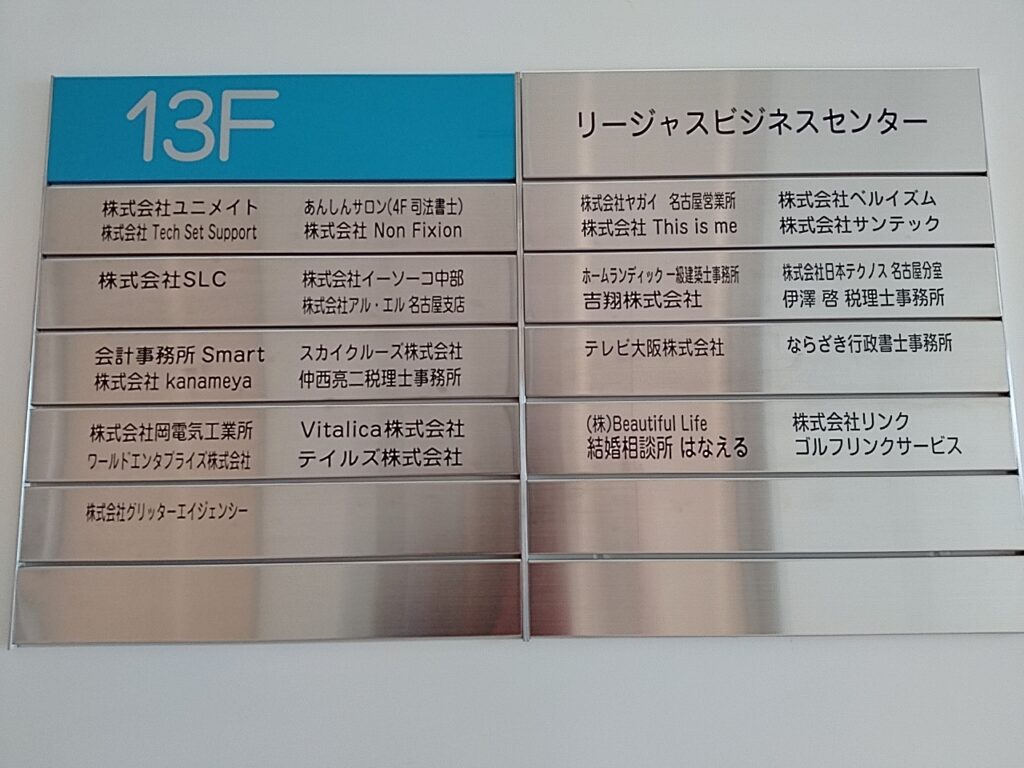 13F
リージャスビジネスセンター
株式会社ユニメイト
あんしんサロン(4F 司法書士)
株式会社 Tech Set Support
株式会社 Non Fixion
株式会社SLC
株式会社イーソーコ中部
株式会社アル・エル 名古屋支店
会計事務所 Smart
スカイクルーズ株式会社
株式会社 kanameya
仲西亮二税理士事務所
株式会社岡電気工業所
Vitalica株式会社
ワールドエンタプライズ株式会社
テイルズ株式会社
株式会社グリッターエイジェンシー
株式会社ヤガイ 名古屋営業所
株式会社ベルイズム
株式会社 This is me
株式会社サンテック
ホームランディック 一級建築士事務所
株式会社日本テクノス 名古屋分室
吉翔株式会社
伊澤 啓 税理士事務所
テレビ大阪株式会社
ならざき行政書士事務所
(株)Beautiful Life
株式会社リンク
結婚相談所 はなえる
ゴルフリンクサービス